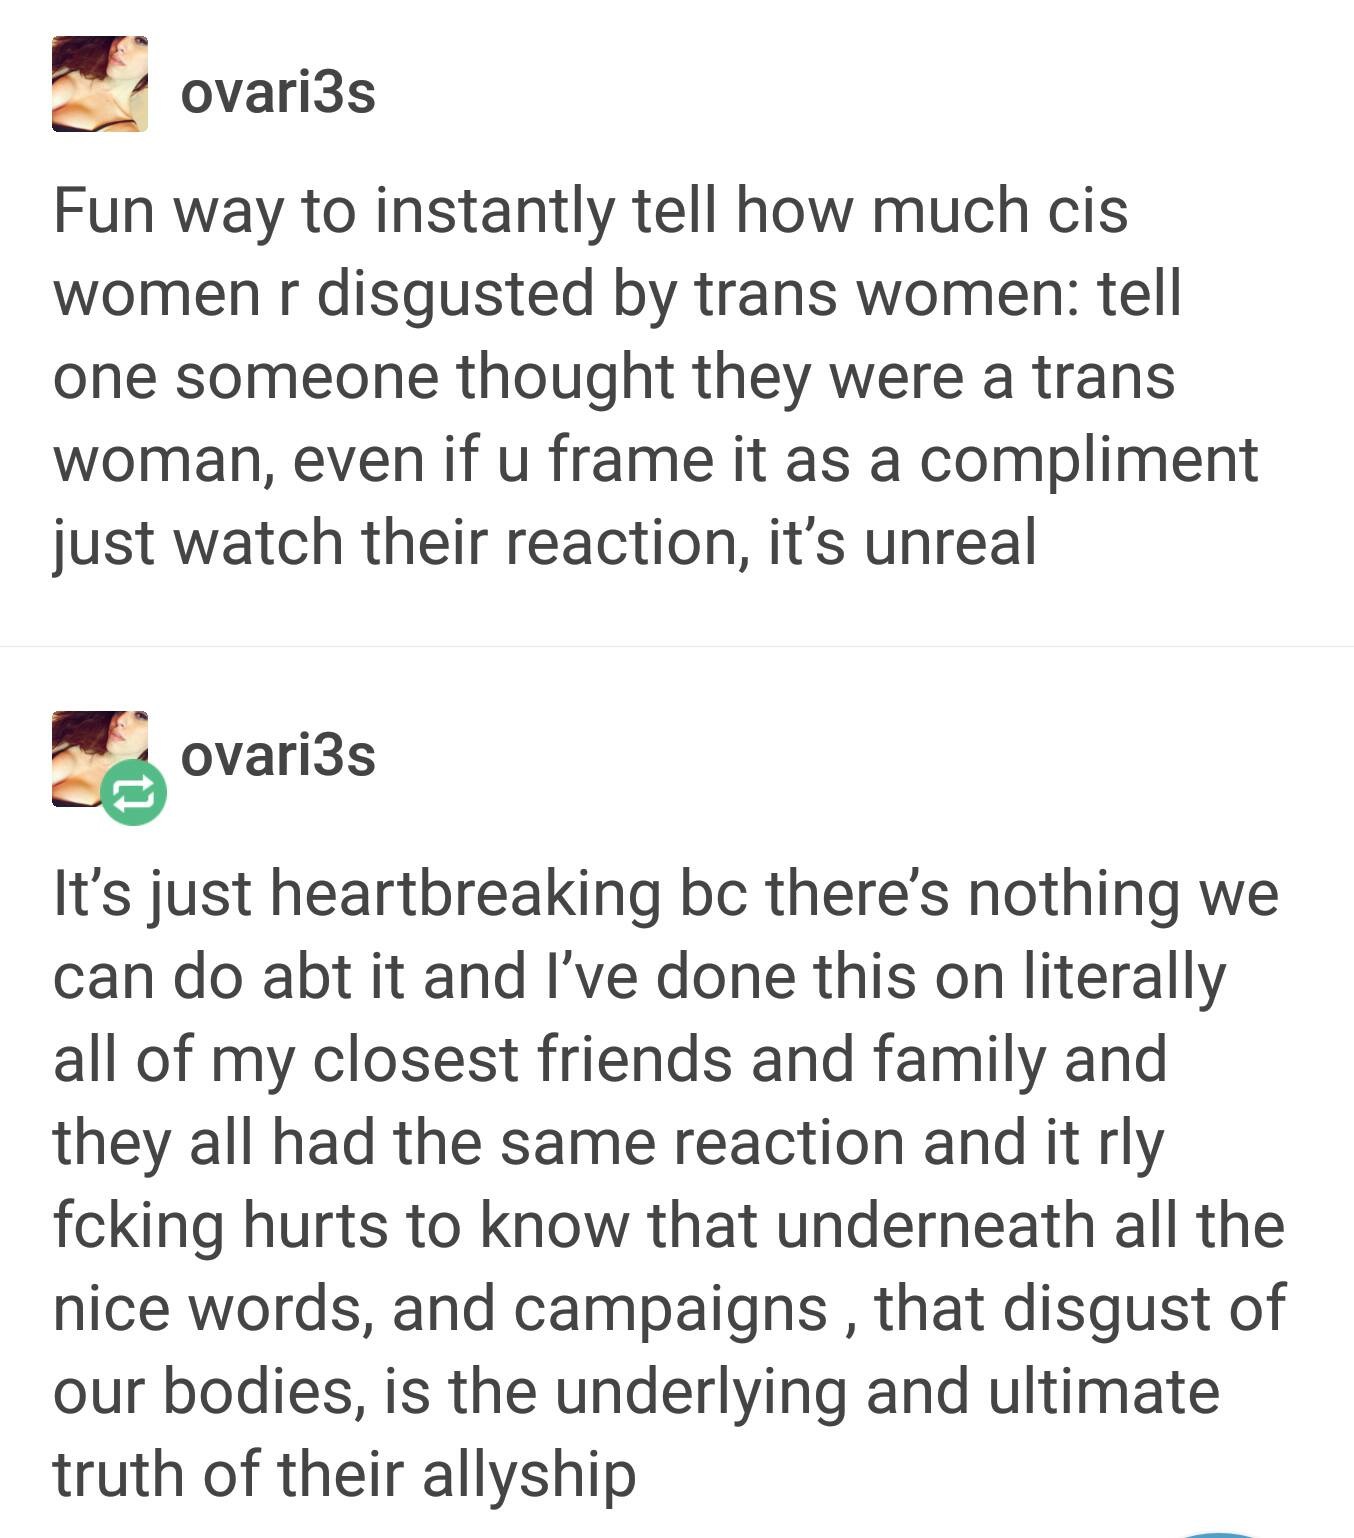 ovari3s
Fun way to instantly tell how much cis
women r disgusted by trans women: tell
one someone thought they were a trans
woman, even if u frame it as a compliment
just watch their reaction, it’s unreal
ovari3s
It’s just heartbreaking bc there’s nothing we
can do abt it and I’ve done this on literally
all of my closest friends and family and
they all had the same reaction and it rly
fcking hurts to know that underneath all the
nice words, and campaigns , that disgust of
our bodies, is the underlying and ultimate
truth of their allyship